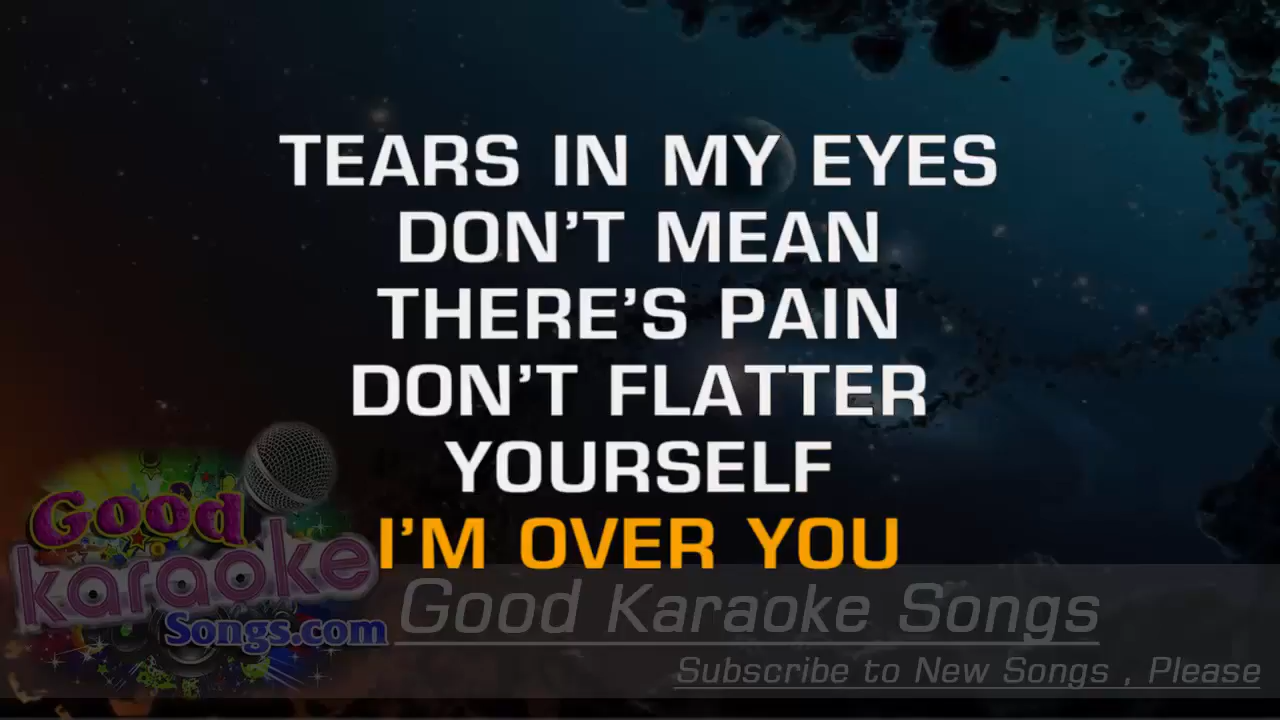 TEARS IN MY EYES
DON'T MEAN
THERE'S PAIN
DON'T FLATTER
YOURSELF
I'M OVER YOU
Good
karaoke
Songs.com
Good Karaoke Songs
Subscribe to New Songs , Please